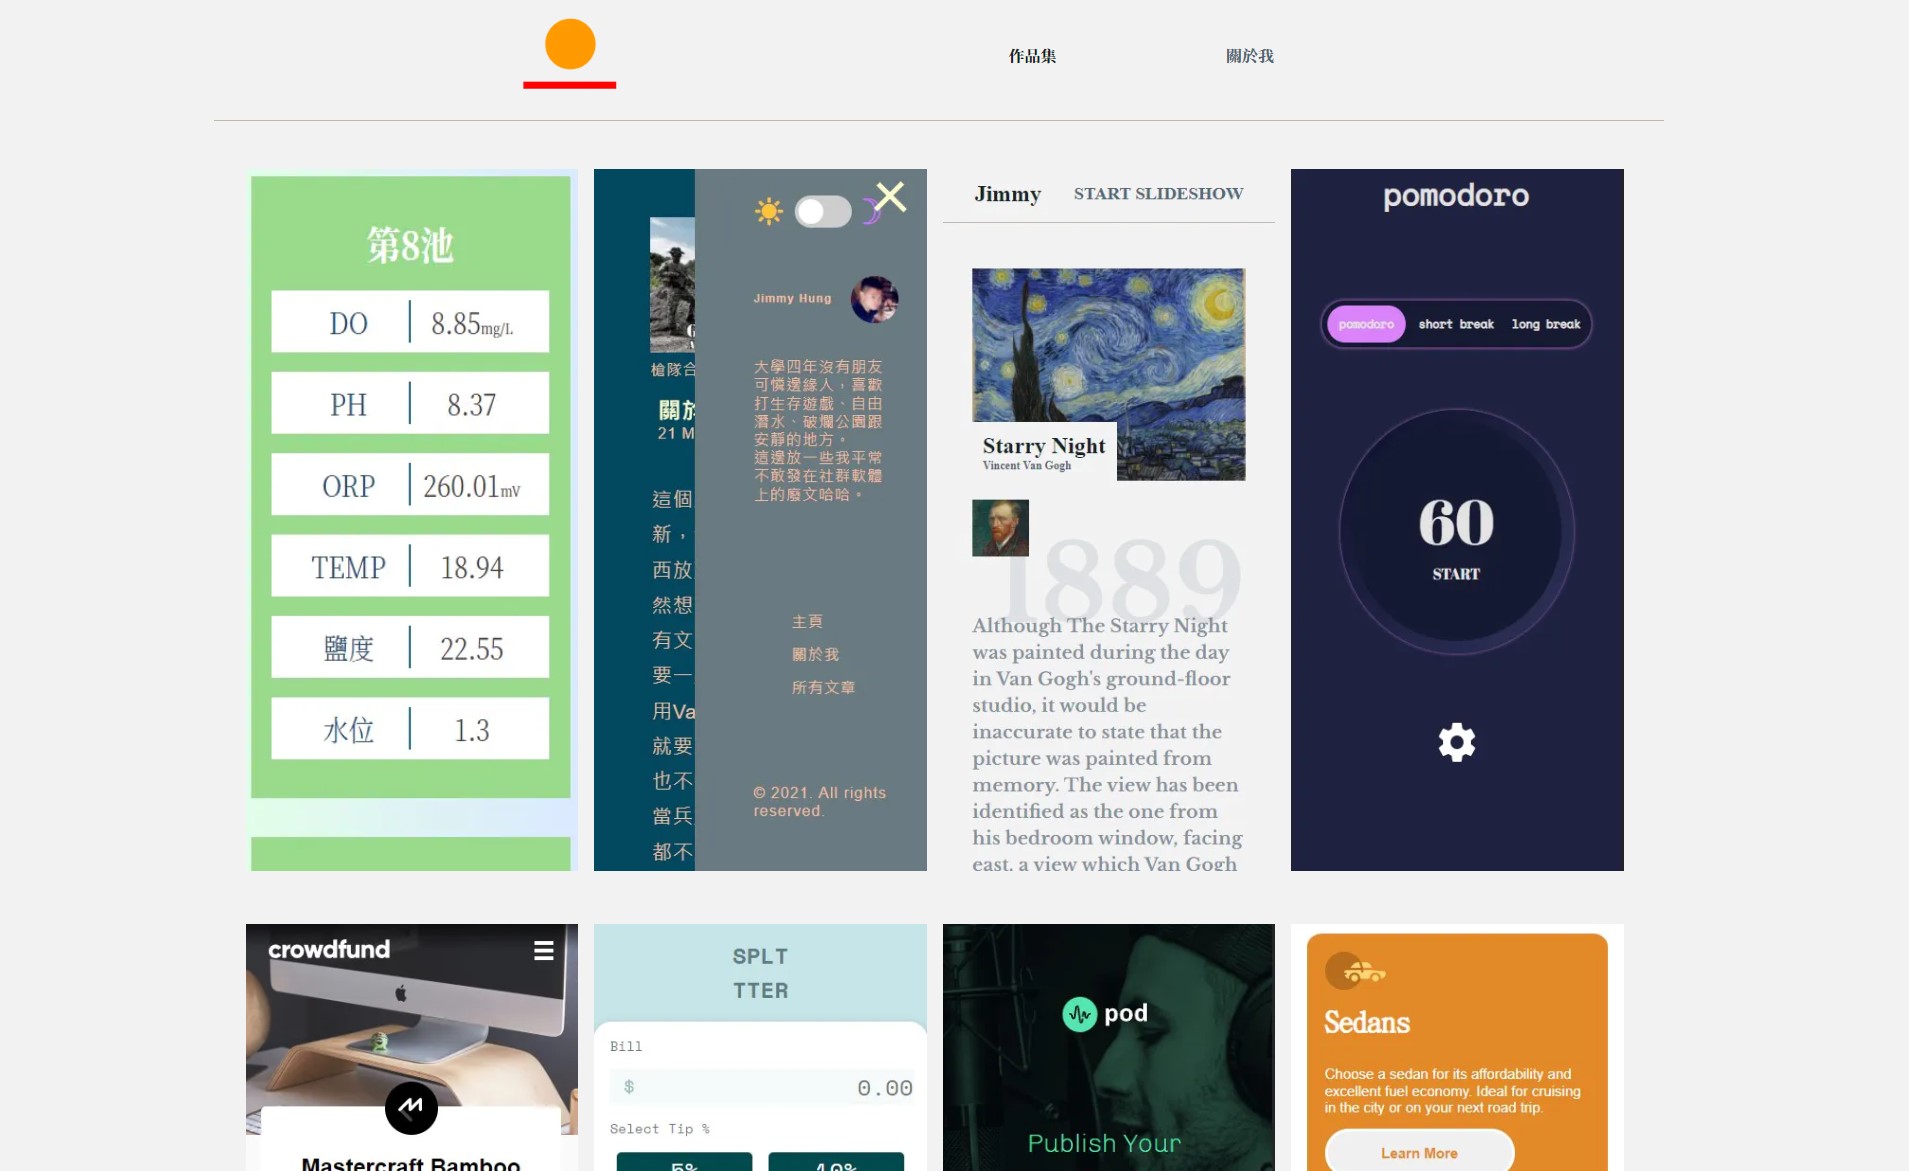 作品集
關於我
第8池
DO 8.85mg/L
PH 8.37
ORP 260.01mV
TEMP 18.94
鹽度 22.55
水位 1.3
槍隊合
關於
21 M
這個
新，
西放
然想
有文
要一
用Va
就要
也不
當兵
都不
Jimmy Hung
大學四年沒有朋友
可憐邊緣人，喜歡
打生存遊戲、自由
潛水、破爛公園跟
安靜的地方。
這邊放一些我平常
不敢發在社群軟體
上的廢文哈哈。
主頁
關於我
所有文章
© 2021. All rights
reserved.
Jimmy START SLIDESHOW
Starry Night
Vincent Van Gogh
1889
Although The Starry Night
was painted during the day
in Van Gogh's ground-floor
studio, it would be
inaccurate to state that the
picture was painted from
memory. The view has been
identified as the one from
his bedroom window, facing
east, a view which Van Gogh
pomodoro
pomodoro short break long break
60
START
crowdfund
Mastercraft Bamboo
SPLT
TTER
Bill
$ 0.00
Select Tip %
5% 10%
pod
Publish Your
Sedans
Choose a sedan for its affordability and
excellent fuel economy. Ideal for cruising
in the city or on your next road trip.
Learn More